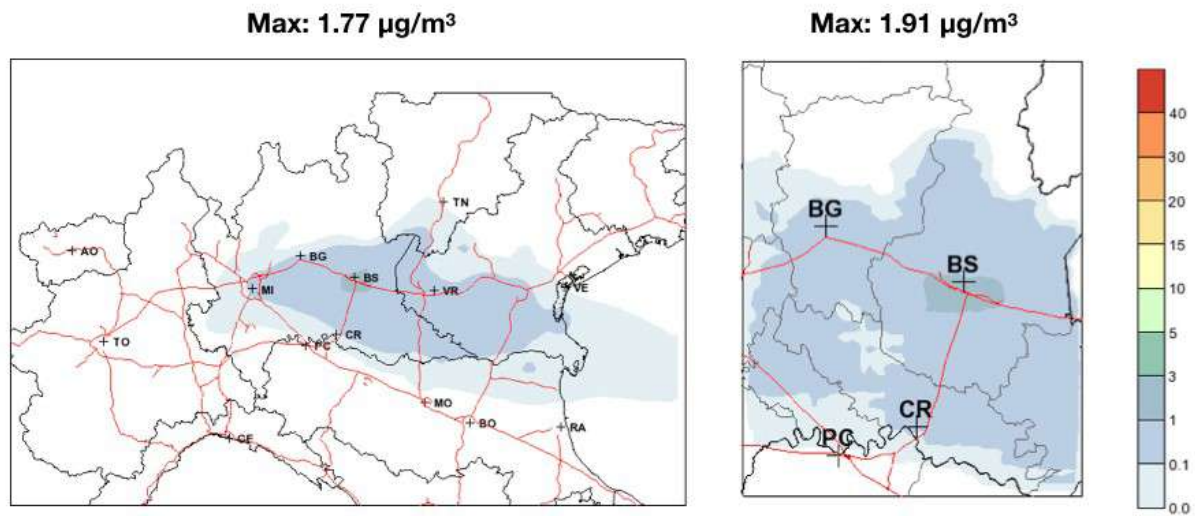 Max: 1.77 µg/m³
Max: 1.91 µg/m³
TN
AO
BG
BS
MI
VR
VE
TO
CR
PC
MO
BO
RA
GE
BG
BS
CR
PC
40
30
20
15
10
5
3
1
0.1
0.0